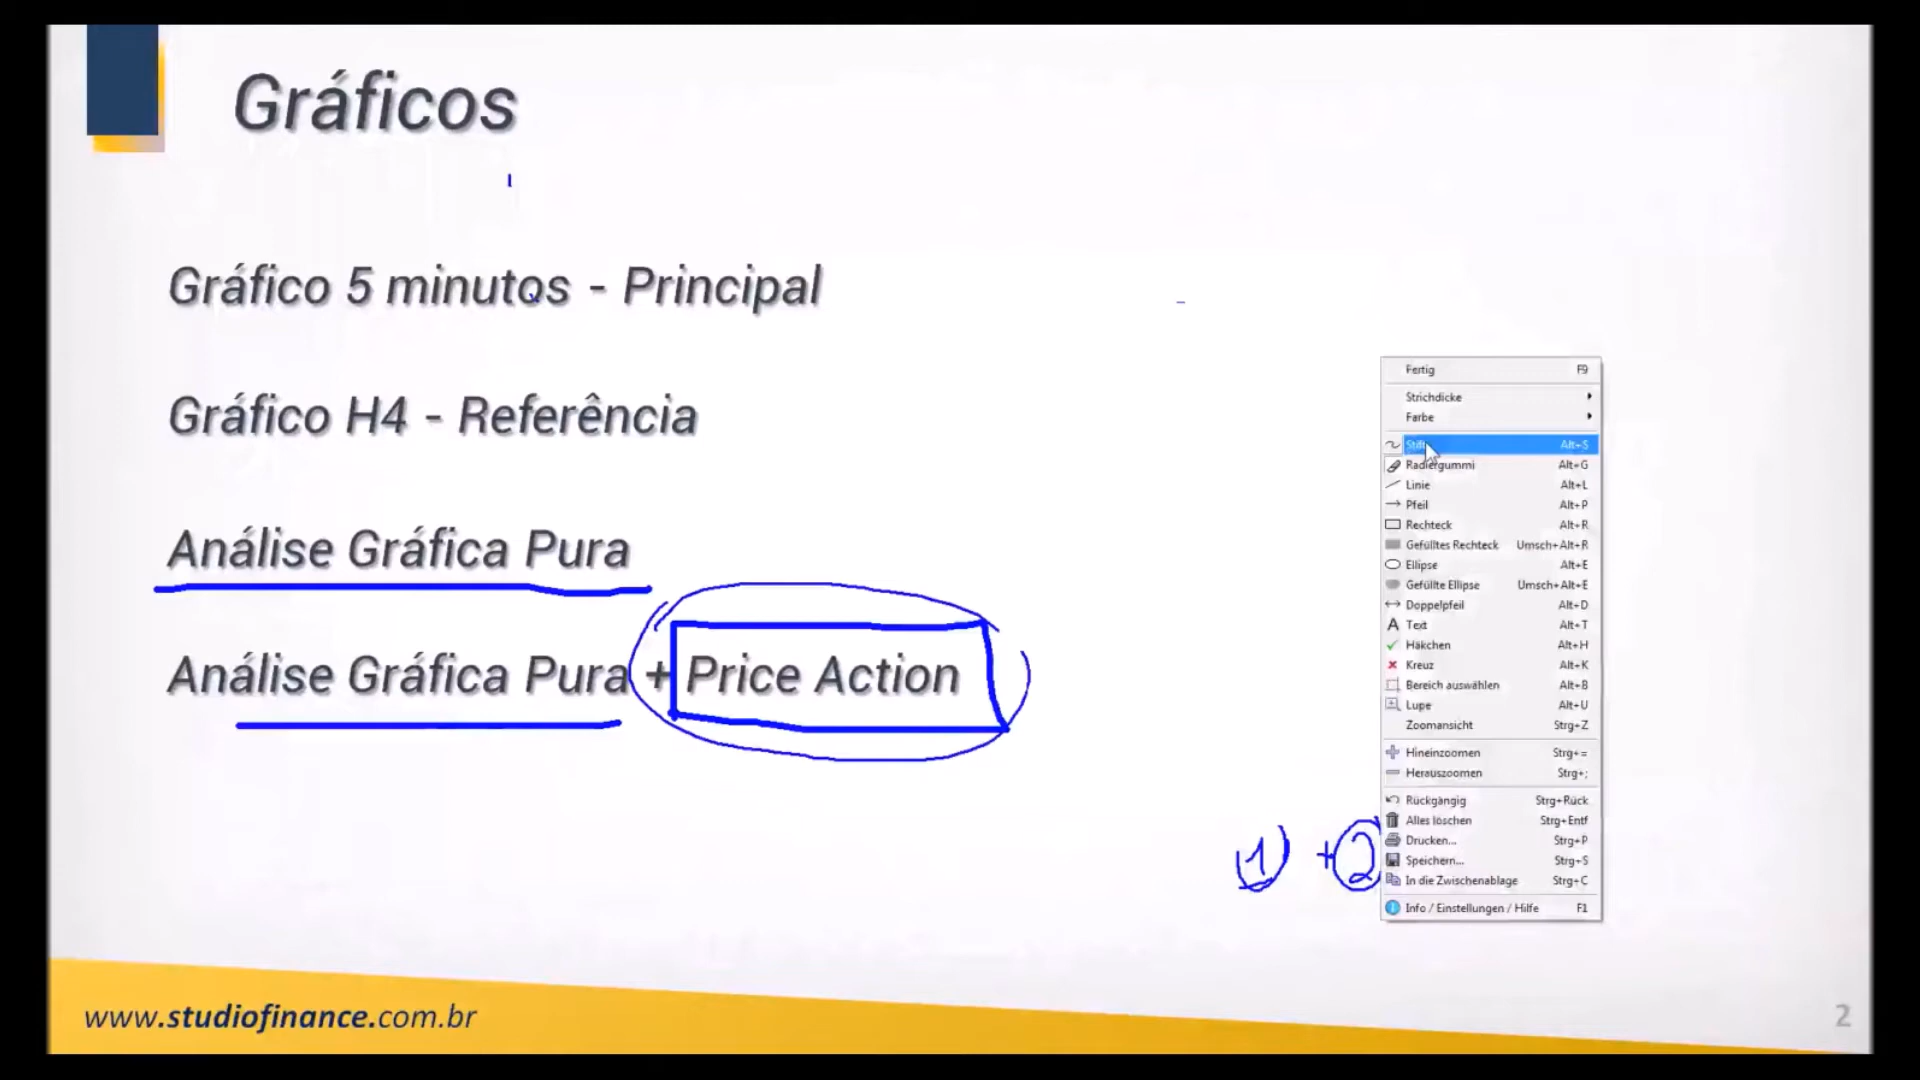 Gráficos
Gráfico 5 minutos - Principal
Gráfico H4 - Referência
Análise Gráfica Pura
Análise Gráfica Pura + Price Action
1 + 2
Fertig F9
Strichdicke
Farbe
Stift Alt+S
Radiergummi Alt+G
Linie Alt+L
Pfeil Alt+P
Rechteck Alt+R
Gefülltes Rechteck Umsch+Alt+R
Ellipse Alt+E
Gefüllte Ellipse Umsch+Alt+E
Doppelpfeil Alt+D
A Text Alt+T
Häkchen Alt+H
Kreuz Alt+K
Bereich auswählen Alt+B
Lupe Alt+U
Zoomansicht Strg+Z
Hineinzoomen Strg+=
Herauszoomen Strg+;
Rückgängig Strg+Rück
Alles löschen Strg+Entf
Drucken... Strg+P
Speichern... Strg+S
In die Zwischenablage Strg+C
Info / Einstellungen / Hilfe F1
www.studiofinance.com.br
2